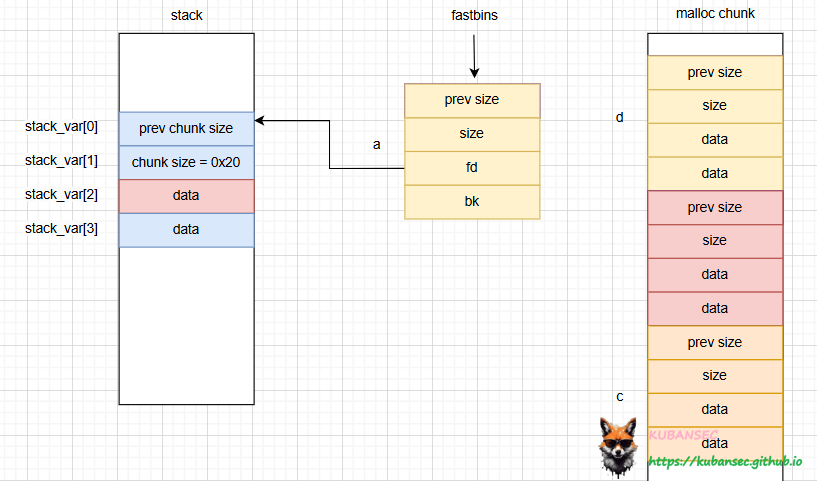 stack
fastbins
malloc chunk
stack_var[0]
prev chunk size
stack_var[1]
chunk size = 0x20
stack_var[2]
data
stack_var[3]
data
a
prev size
size
fd
bk
d
prev size
size
data
data
prev size
size
data
data
prev size
size
data
data
c
KUBANSEC
https://kubansec.github.io